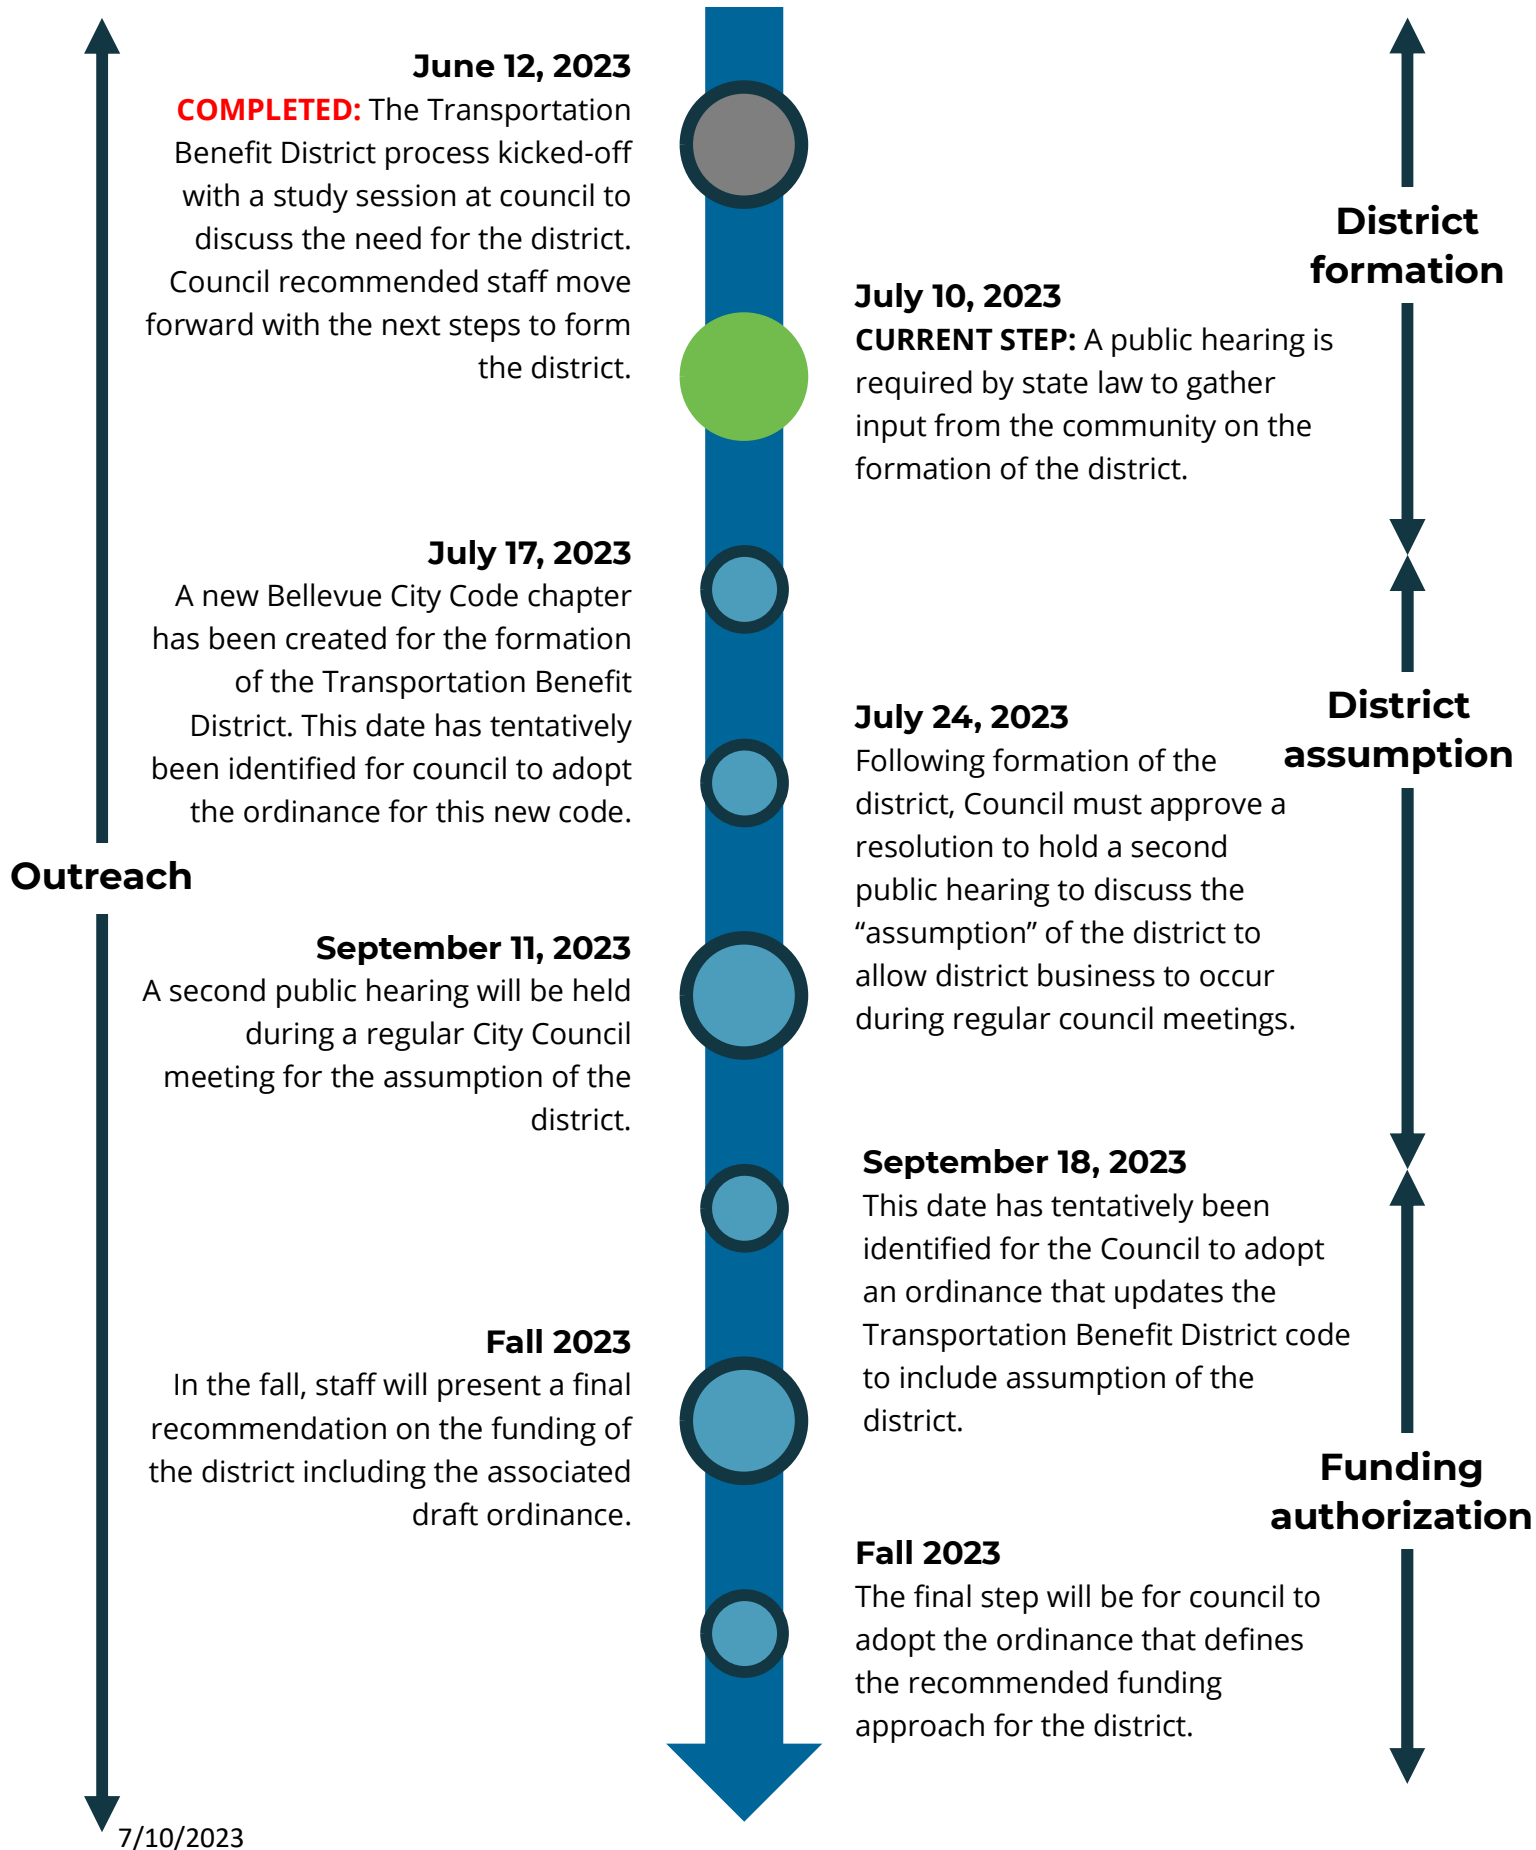 June 12, 2023
COMPLETED: The Transportation
Benefit District process kicked-off
with a study session at council to
discuss the need for the district.
Council recommended staff move
forward with the next steps to form
the district.
District
formation
July 10, 2023
CURRENT STEP: A public hearing is
required by state law to gather
input from the community on the
formation of the district.
July 17, 2023
A new Bellevue City Code chapter
has been created for the formation
of the Transportation Benefit
District. This date has tentatively
been identified for council to adopt
the ordinance for this new code.
District
assumption
July 24, 2023
Following formation of the
district, Council must approve a
resolution to hold a second
public hearing to discuss the
“assumption” of the district to
allow district business to occur
during regular council meetings.
Outreach
September 11, 2023
A second public hearing will be held
during a regular City Council
meeting for the assumption of the
district.
September 18, 2023
This date has tentatively been
identified for the Council to adopt
an ordinance that updates the
Transportation Benefit District code
to include assumption of the
district.
Fall 2023
In the fall, staff will present a final
recommendation on the funding of
the district including the associated
draft ordinance.
Funding
authorization
Fall 2023
The final step will be for council to
adopt the ordinance that defines
the recommended funding
approach for the district.
7/10/2023